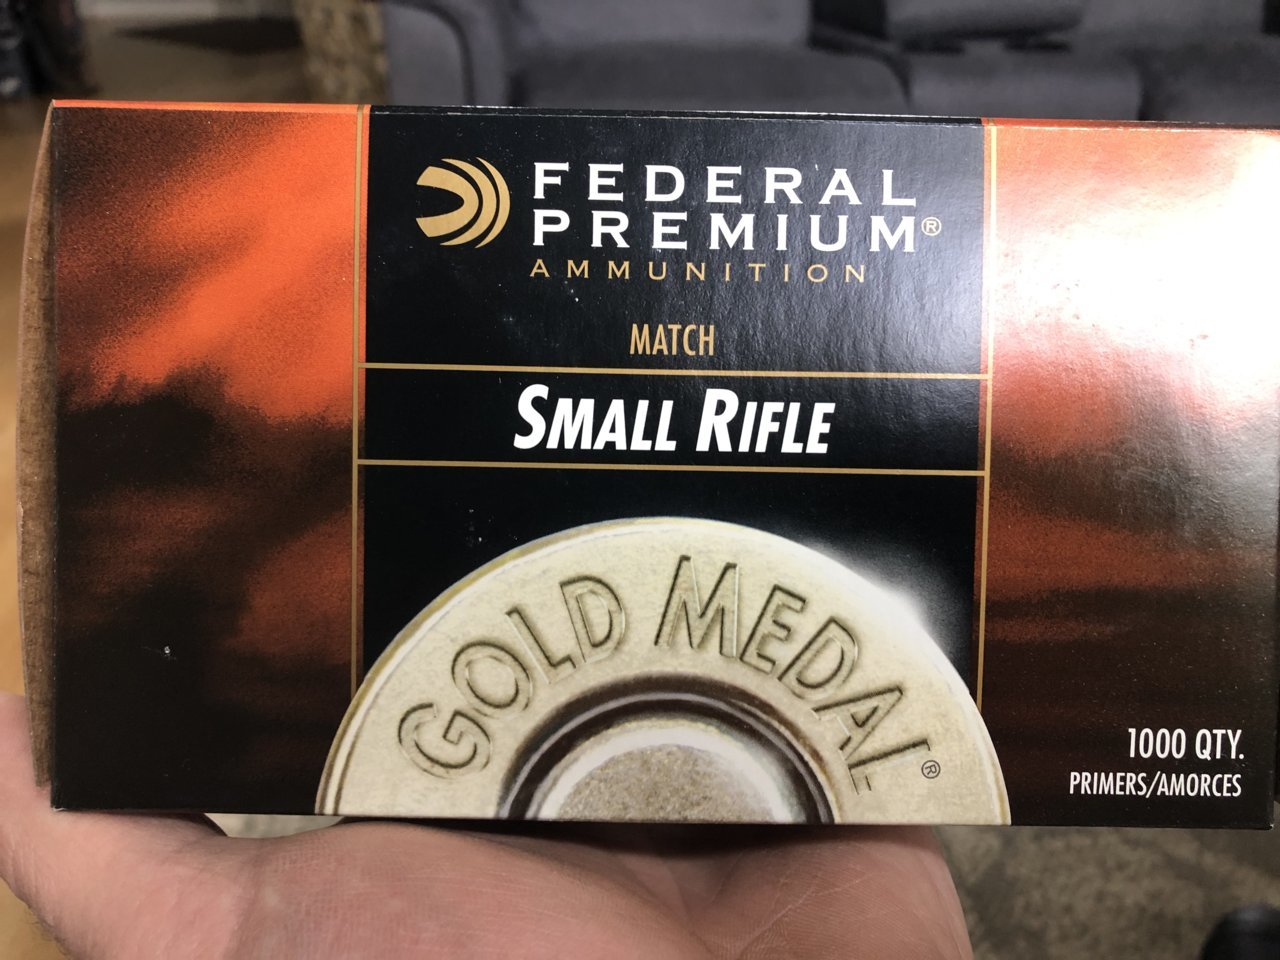 FEDERAL
PREMIUM®
AMMUNITION
MATCH
SMALL RIFLE
GOLD MEDAL®
1000 QTY.
PRIMERS/AMORCES